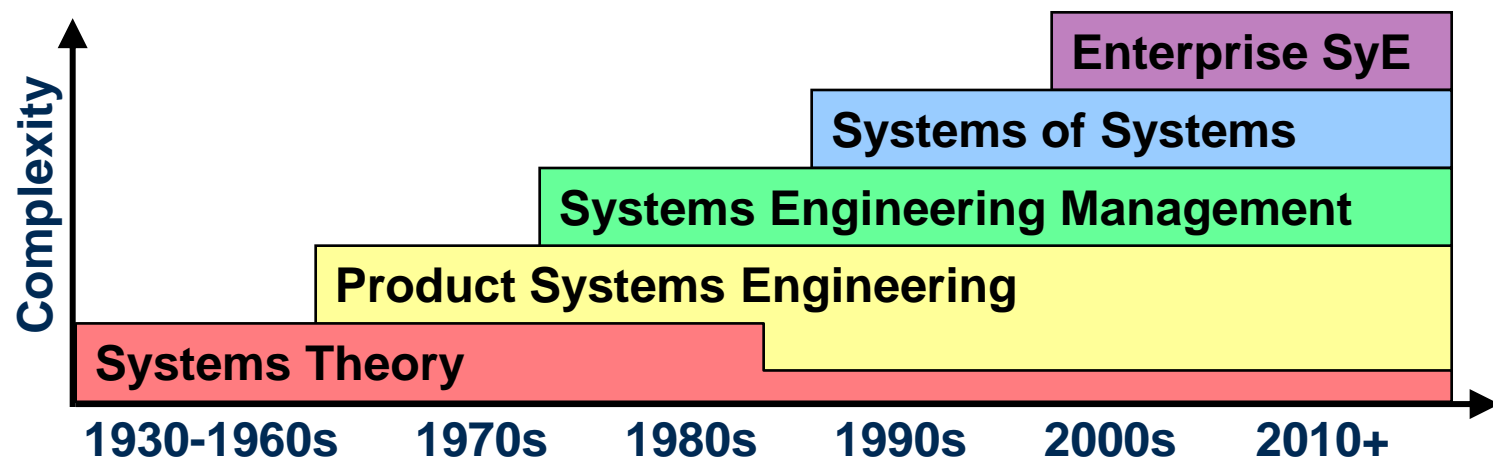 Complexity
Enterprise SyE
Systems of Systems
Systems Engineering Management
Product Systems Engineering
Systems Theory
1930-1960s 1970s 1980s 1990s 2000s 2010+